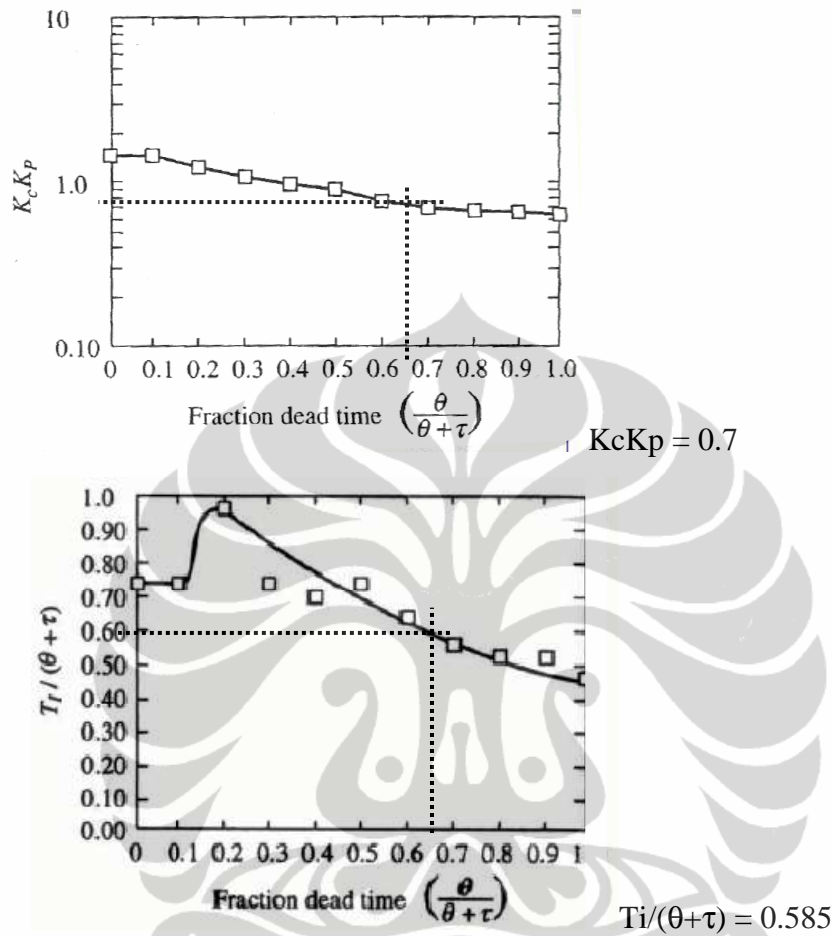 10
1.0
0.10
K_c K_P
0 0.1 0.2 0.3 0.4 0.5 0.6 0.7 0.8 0.9 1.0
Fraction dead time (θ / (θ + τ))
KcKp = 0.7
1.0
0.90
0.80
0.70
0.60
0.50
0.40
0.30
0.20
0.10
0.00
T_I / (θ + τ)
0 0.1 0.2 0.3 0.4 0.5 0.6 0.7 0.8 0.9 1
Fraction dead time (θ / (θ + τ))
Ti/(θ+τ) = 0.585